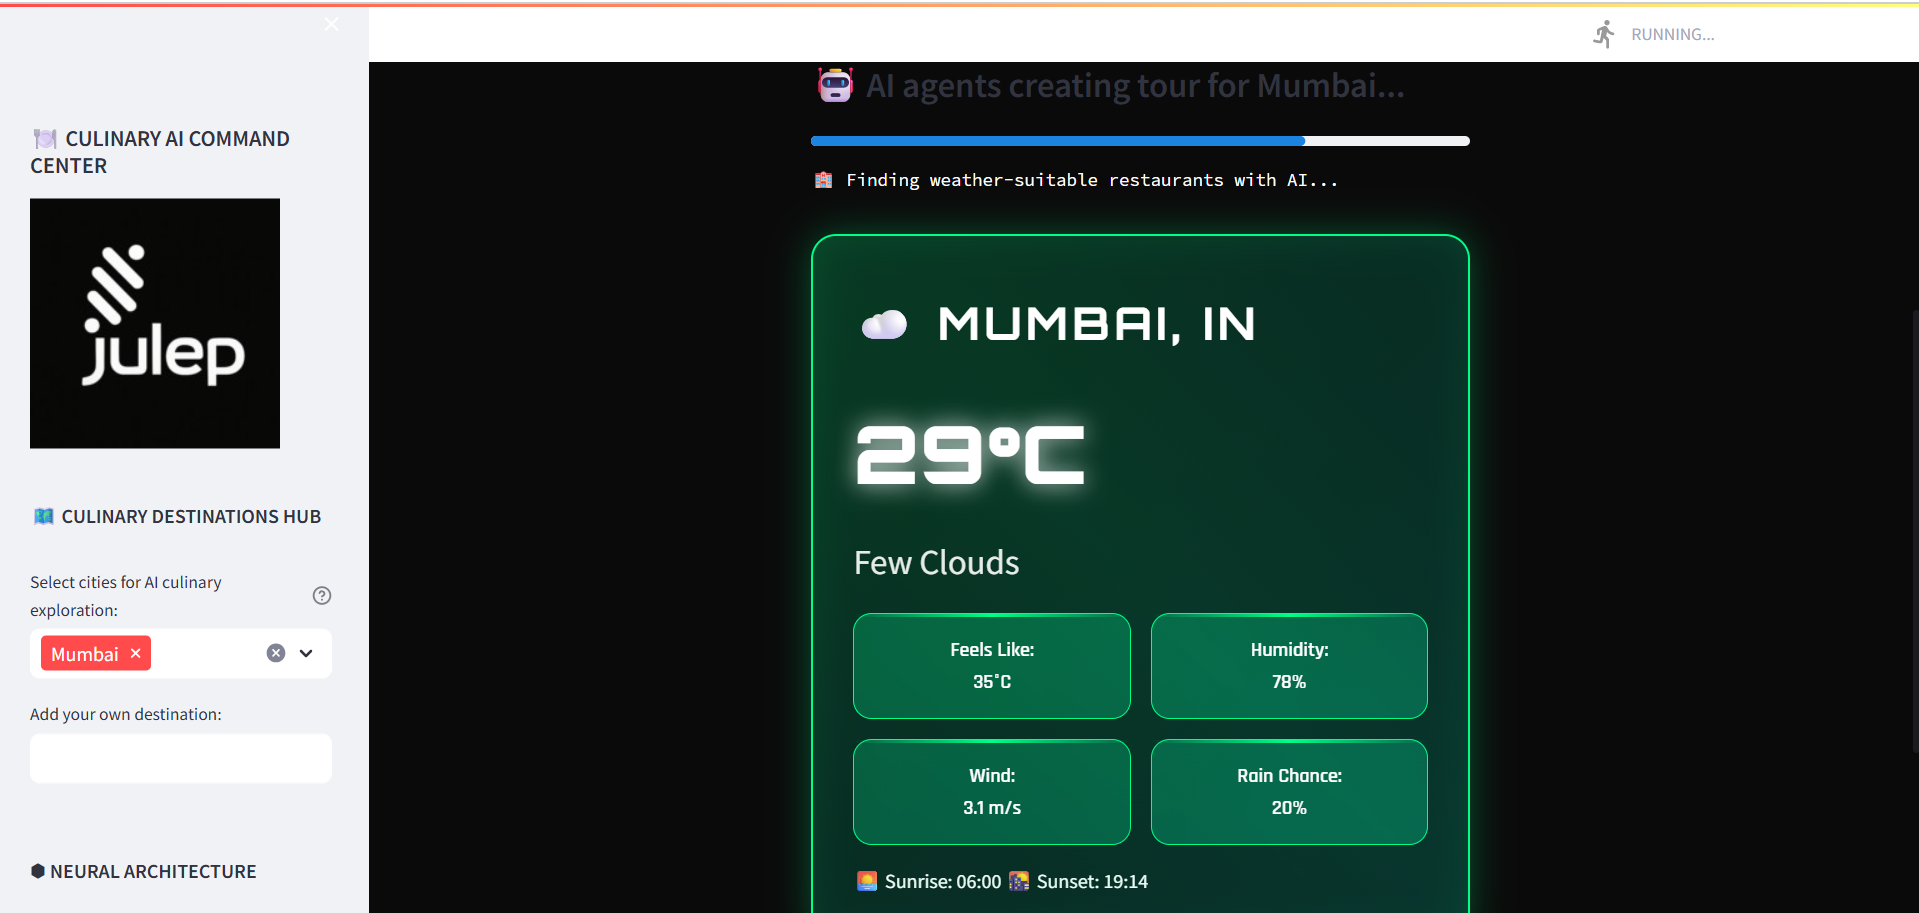 CULINARY AI COMMAND
CENTER
julep
CULINARY DESTINATIONS HUB
Select cities for AI culinary
exploration:
Mumbai
Add your own destination:
NEURAL ARCHITECTURE
RUNNING...
AI agents creating tour for Mumbai...
Finding weather-suitable restaurants with AI...
MUMBAI, IN
29°C
Few Clouds
Feels Like:
35°C
Humidity:
78%
Wind:
3.1 m/s
Rain Chance:
20%
Sunrise: 06:00 Sunset: 19:14